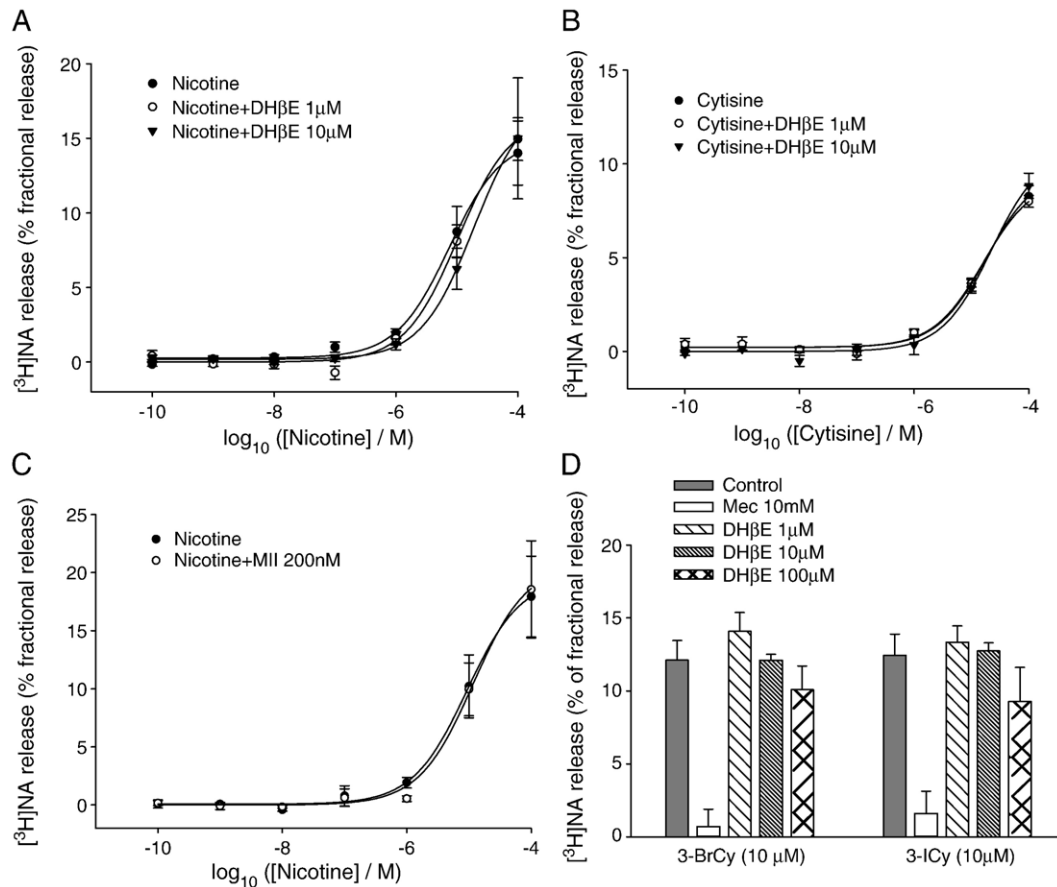 A
[³H]NA release (% fractional release)
20
15
10
5
0
Nicotine
Nicotine+DHβE 1µM
Nicotine+DHβE 10µM
-10
-8
-6
-4
log₁₀ ([Nicotine] / M)
B
[³H]NA release (% fractional release)
15
10
5
0
Cytisine
Cytisine+DHβE 1µM
Cytisine+DHβE 10µM
-10
-8
-6
-4
log₁₀ ([Cytisine] / M)
C
[³H]NA release (% fractional release)
25
20
15
10
5
0
Nicotine
Nicotine+MII 200nM
-10
-8
-6
-4
log₁₀ ([Nicotine] / M)
D
[³H]NA release (% of fractional release)
20
15
10
5
0
Control
Mec 10mM
DHβE 1µM
DHβE 10µM
DHβE 100µM
3-BrCy (10 µM)
3-ICy (10µM)